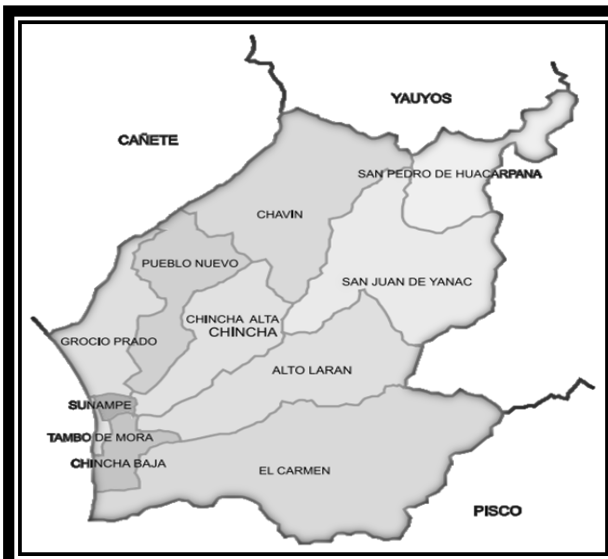 YAUYOS
CAÑETE
SAN PEDRO DE HUACARPANA
CHAVIN
PUEBLO NUEVO
SAN JUAN DE YANAC
CHINCHA ALTA
CHINCHA
GROCIO PRADO
ALTO LARAN
SUNAMPE
TAMBO DE MORA
CHINCHA BAJA
EL CARMEN
PISCO